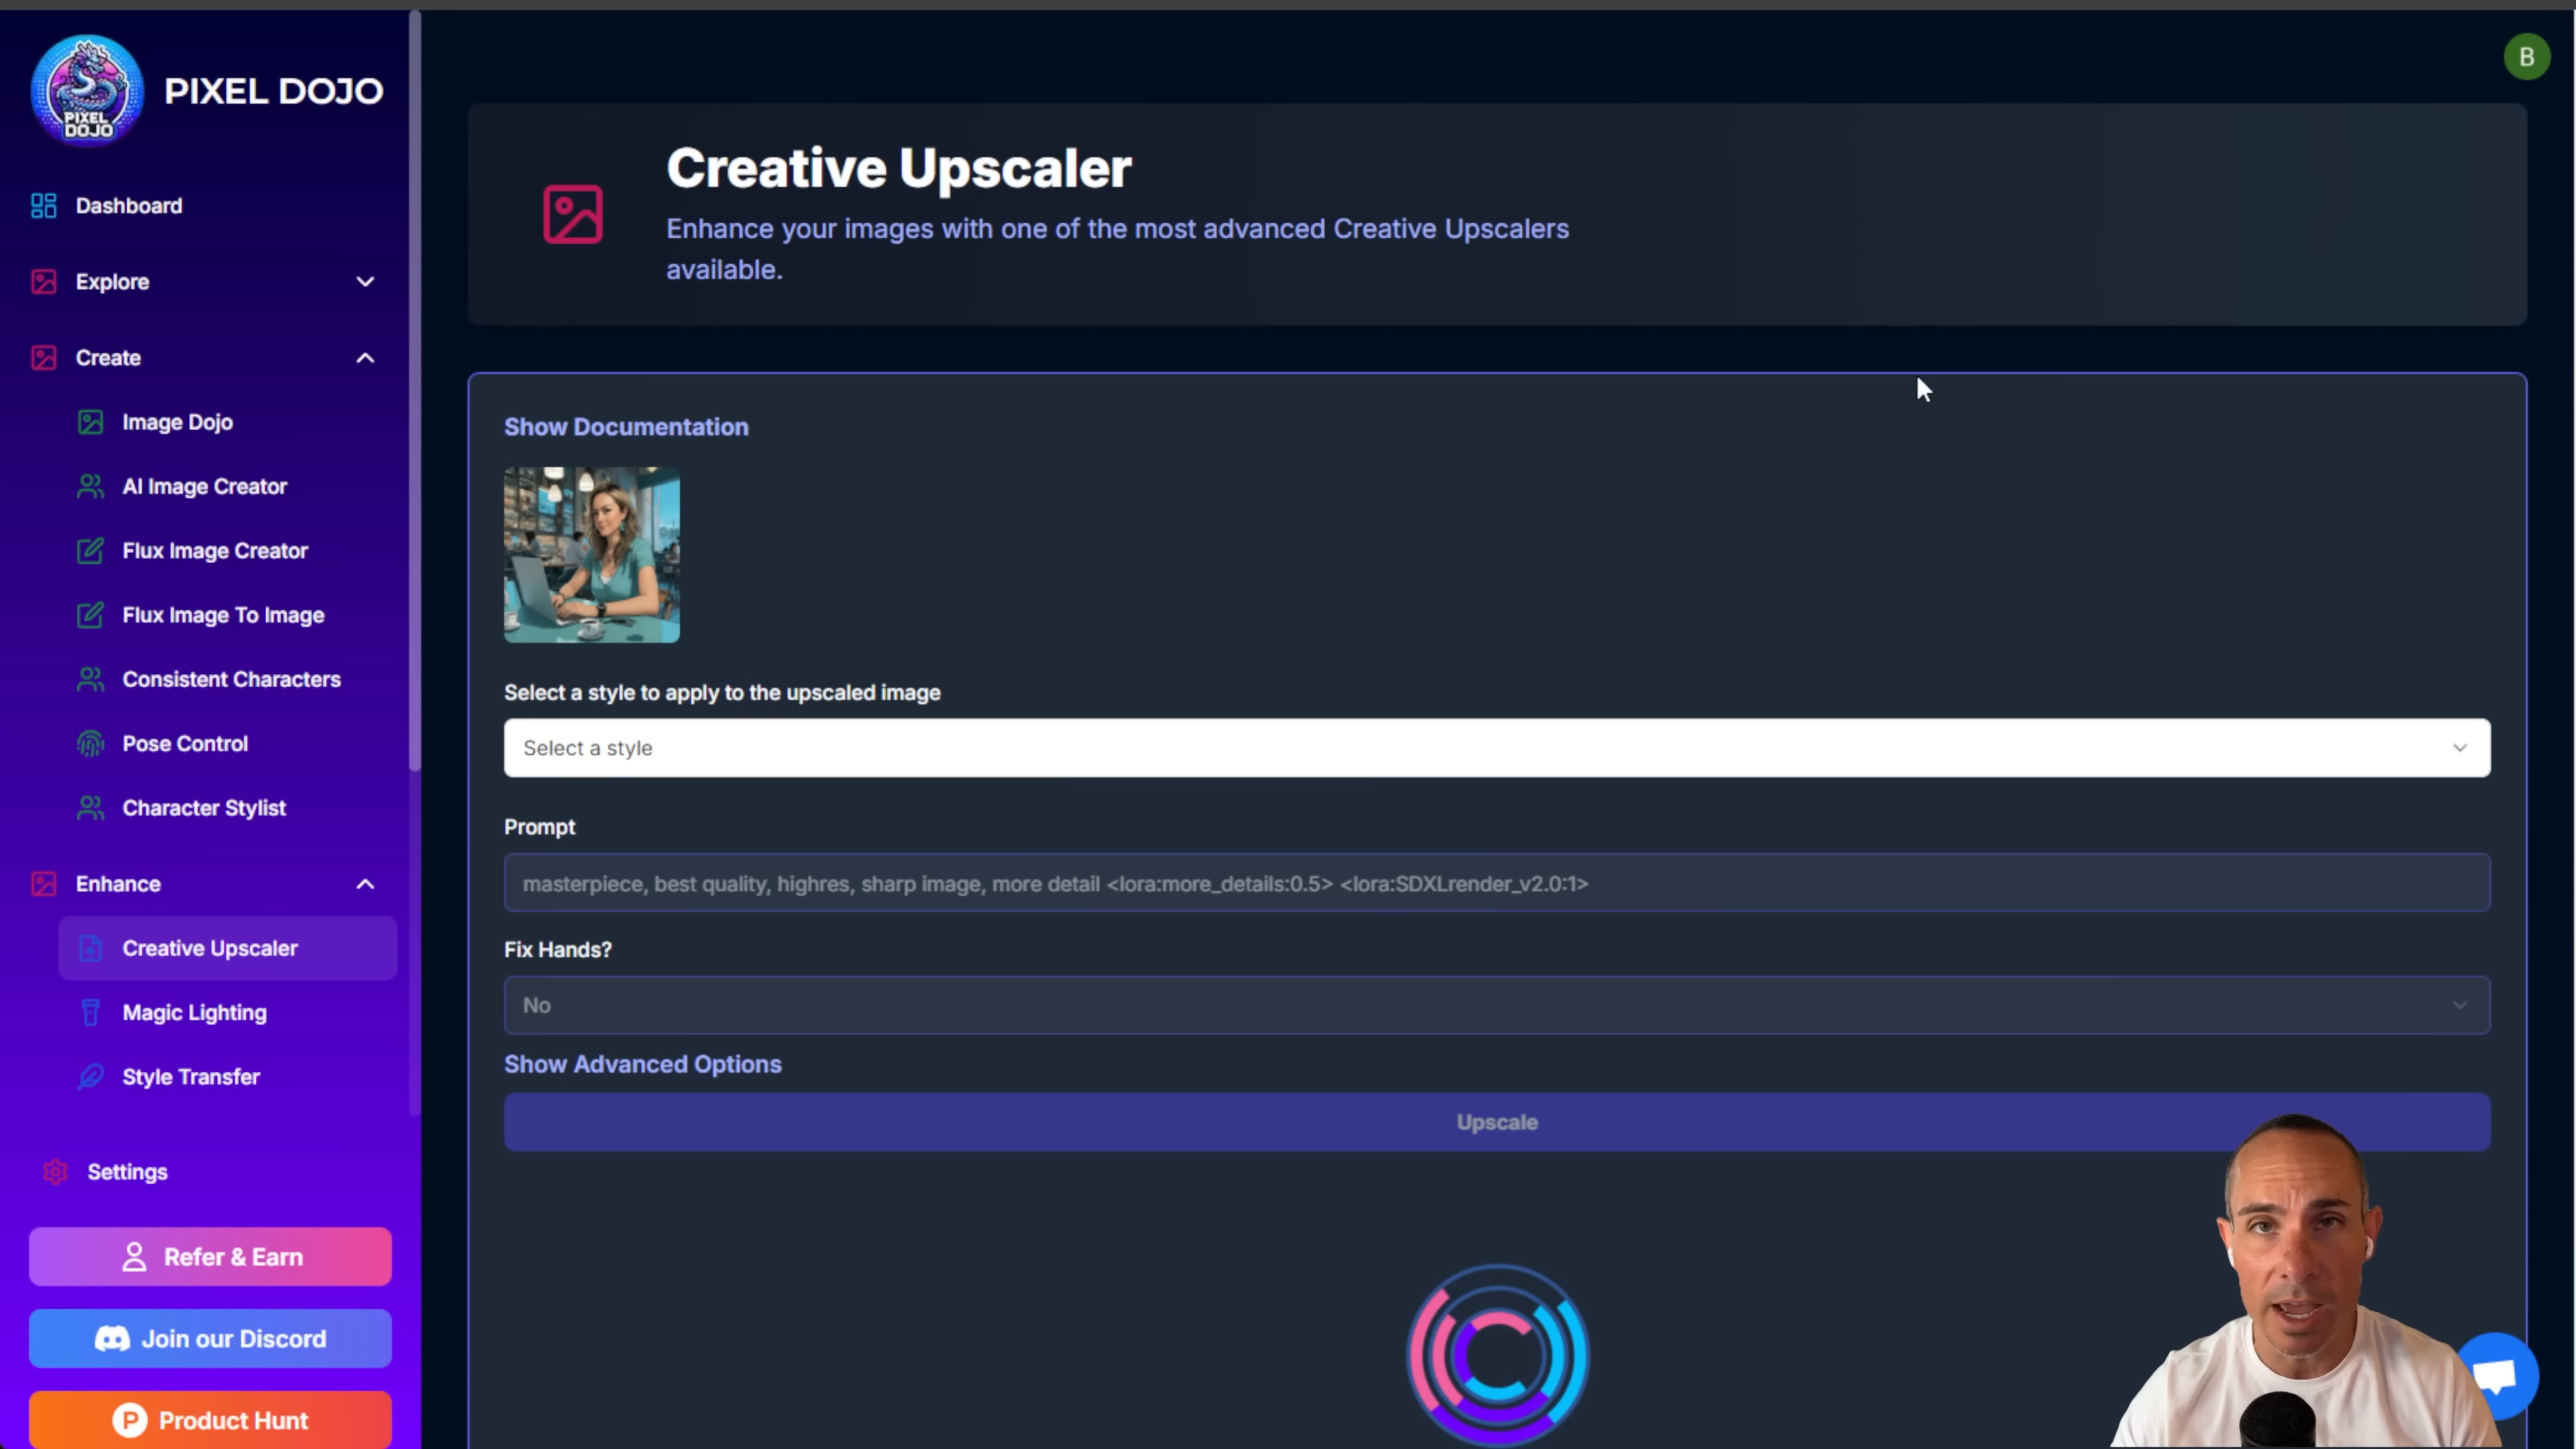 PIXEL DOJO
PIXEL
DOJO
Dashboard
Explore
Create
Image Dojo
AI Image Creator
Flux Image Creator
Flux Image To Image
Consistent Characters
Pose Control
Character Stylist
Enhance
Creative Upscaler
Magic Lighting
Style Transfer
Settings
Refer & Earn
Join our Discord
P Product Hunt
B
Creative Upscaler
Enhance your images with one of the most advanced Creative Upscalers
available.
Show Documentation
Select a style to apply to the upscaled image
Select a style
Prompt
masterpiece, best quality, highres, sharp image, more detail <lora:more_details:0.5> <lora:SDXLrender_v2.0:1>
Fix Hands?
No
Show Advanced Options
Upscale